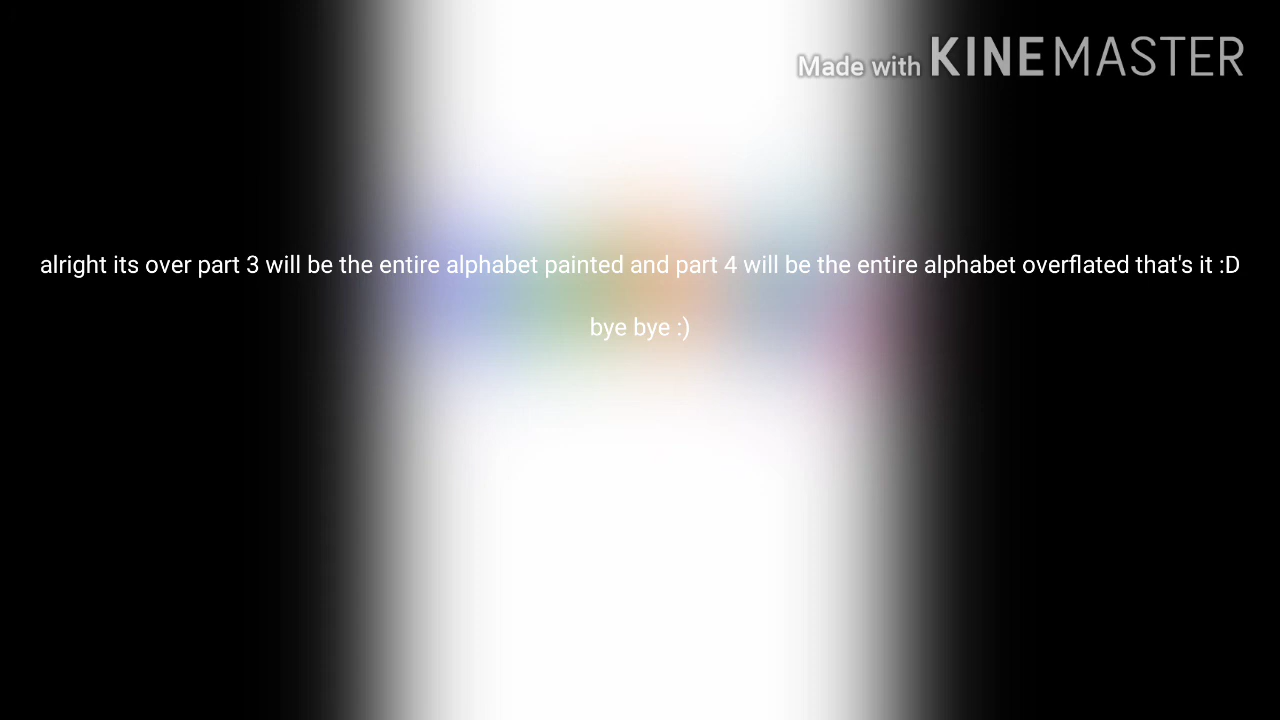 Made with KINEMASTER
alright its over part 3 will be the entire alphabet painted and part 4 will be the entire alphabet overflated that's it :D
bye bye :)